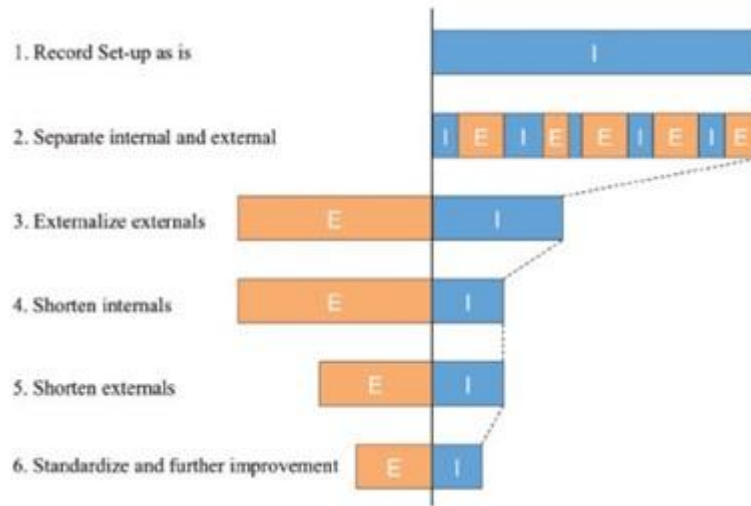 1. Record Set-up as is
I
2. Separate internal and external
I E I E E I E I E
3. Externalize externals
E I
4. Shorten internals
E I
5. Shorten externals
E I
6. Standardize and further improvement
E I